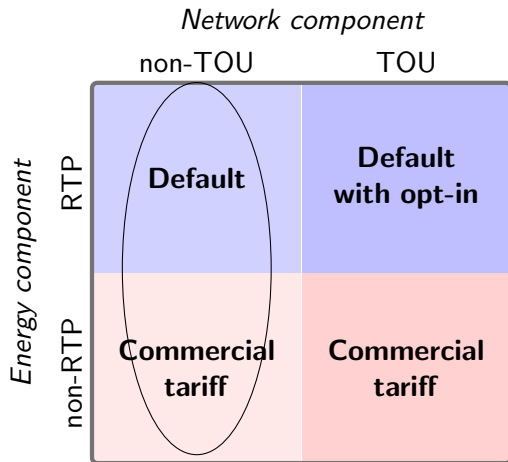 Network component
non-TOU TOU
Energy component
RTP
Default
Default
with opt-in
non-RTP
Commercial
tariff
Commercial
tariff